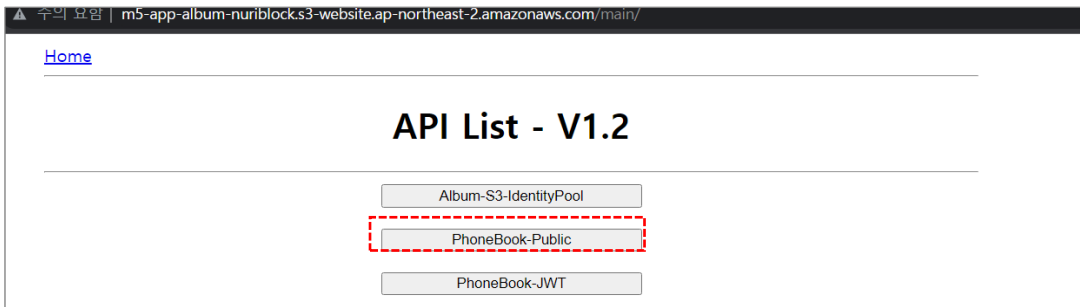 주의 요함 | m5-app-album-nuriblock.s3-website.ap-northeast-2.amazonaws.com/main/
Home
API List - V1.2
Album-S3-IdentityPool
PhoneBook-Public
PhoneBook-JWT